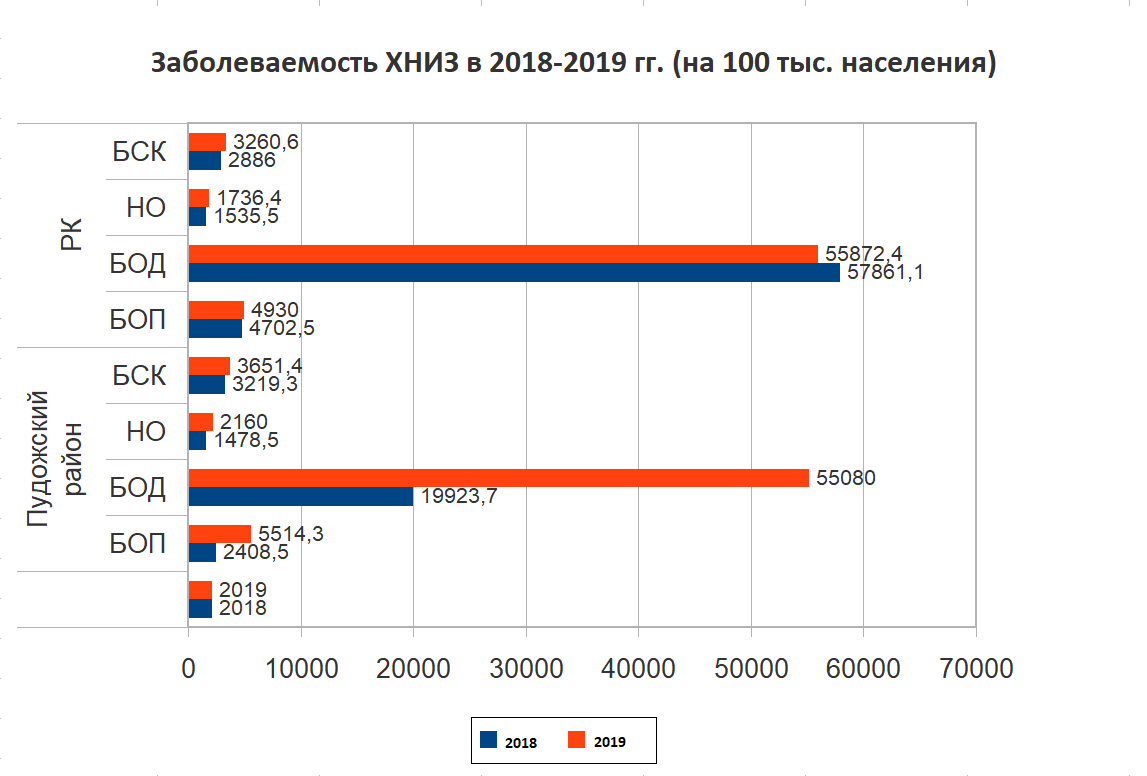 Заболеваемость ХНИЗ в 2018-2019 гг. (на 100 тыс. населения)
РК
БСК
3260,6
2886
НО
1736,4
1535,5
БОД
55872,4
57861,1
БОП
4930
4702,5
Пудожский
район
БСК
3651,4
3219,3
НО
2160
1478,5
БОД
55080
19923,7
БОП
5514,3
2408,5
2019
2018
0 10000 20000 30000 40000 50000 60000 70000
2018 2019